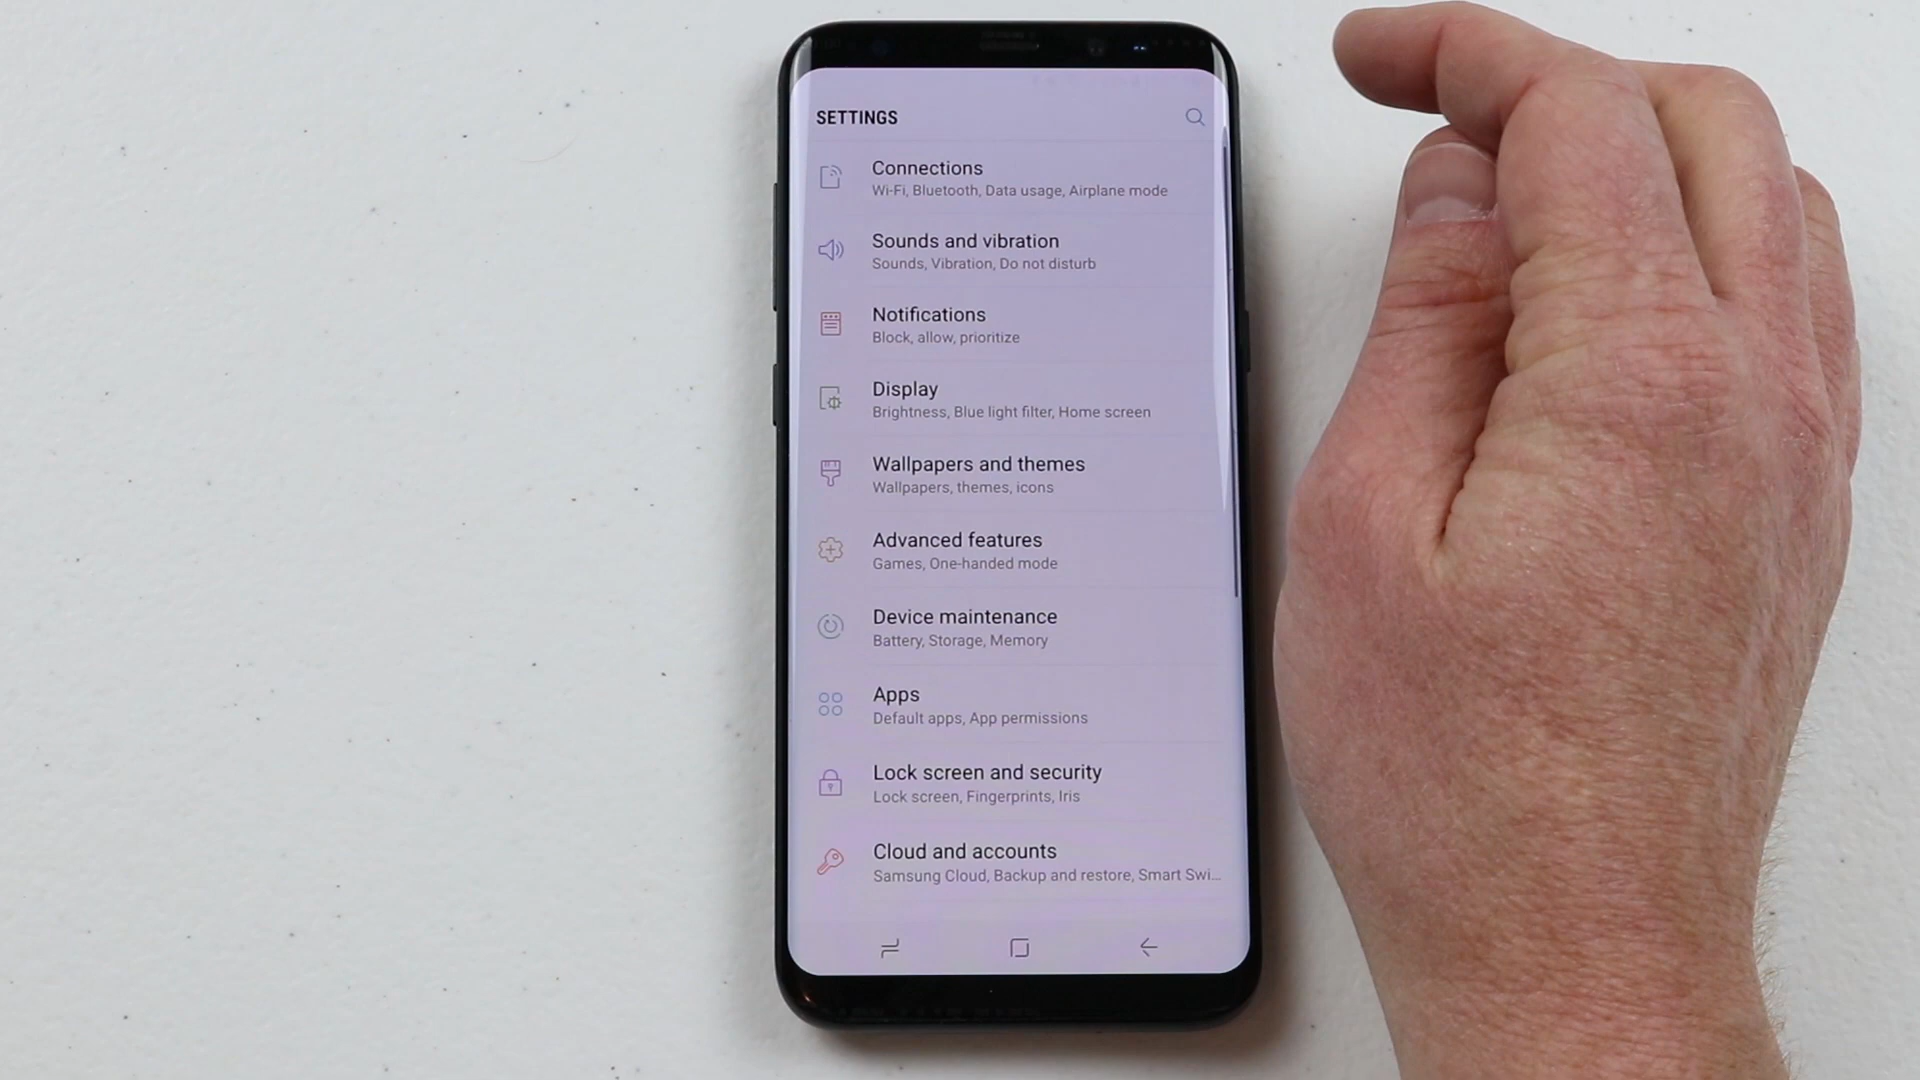 SETTINGS
Connections
Wi-Fi, Bluetooth, Data usage, Airplane mode
Sounds and vibration
Sounds, Vibration, Do not disturb
Notifications
Block, allow, prioritize
Display
Brightness, Blue light filter, Home screen
Wallpapers and themes
Wallpapers, themes, icons
Advanced features
Games, One-handed mode
Device maintenance
Battery, Storage, Memory
Apps
Default apps, App permissions
Lock screen and security
Lock screen, Fingerprints, Iris
Cloud and accounts
Samsung Cloud, Backup and restore, Smart Swi...